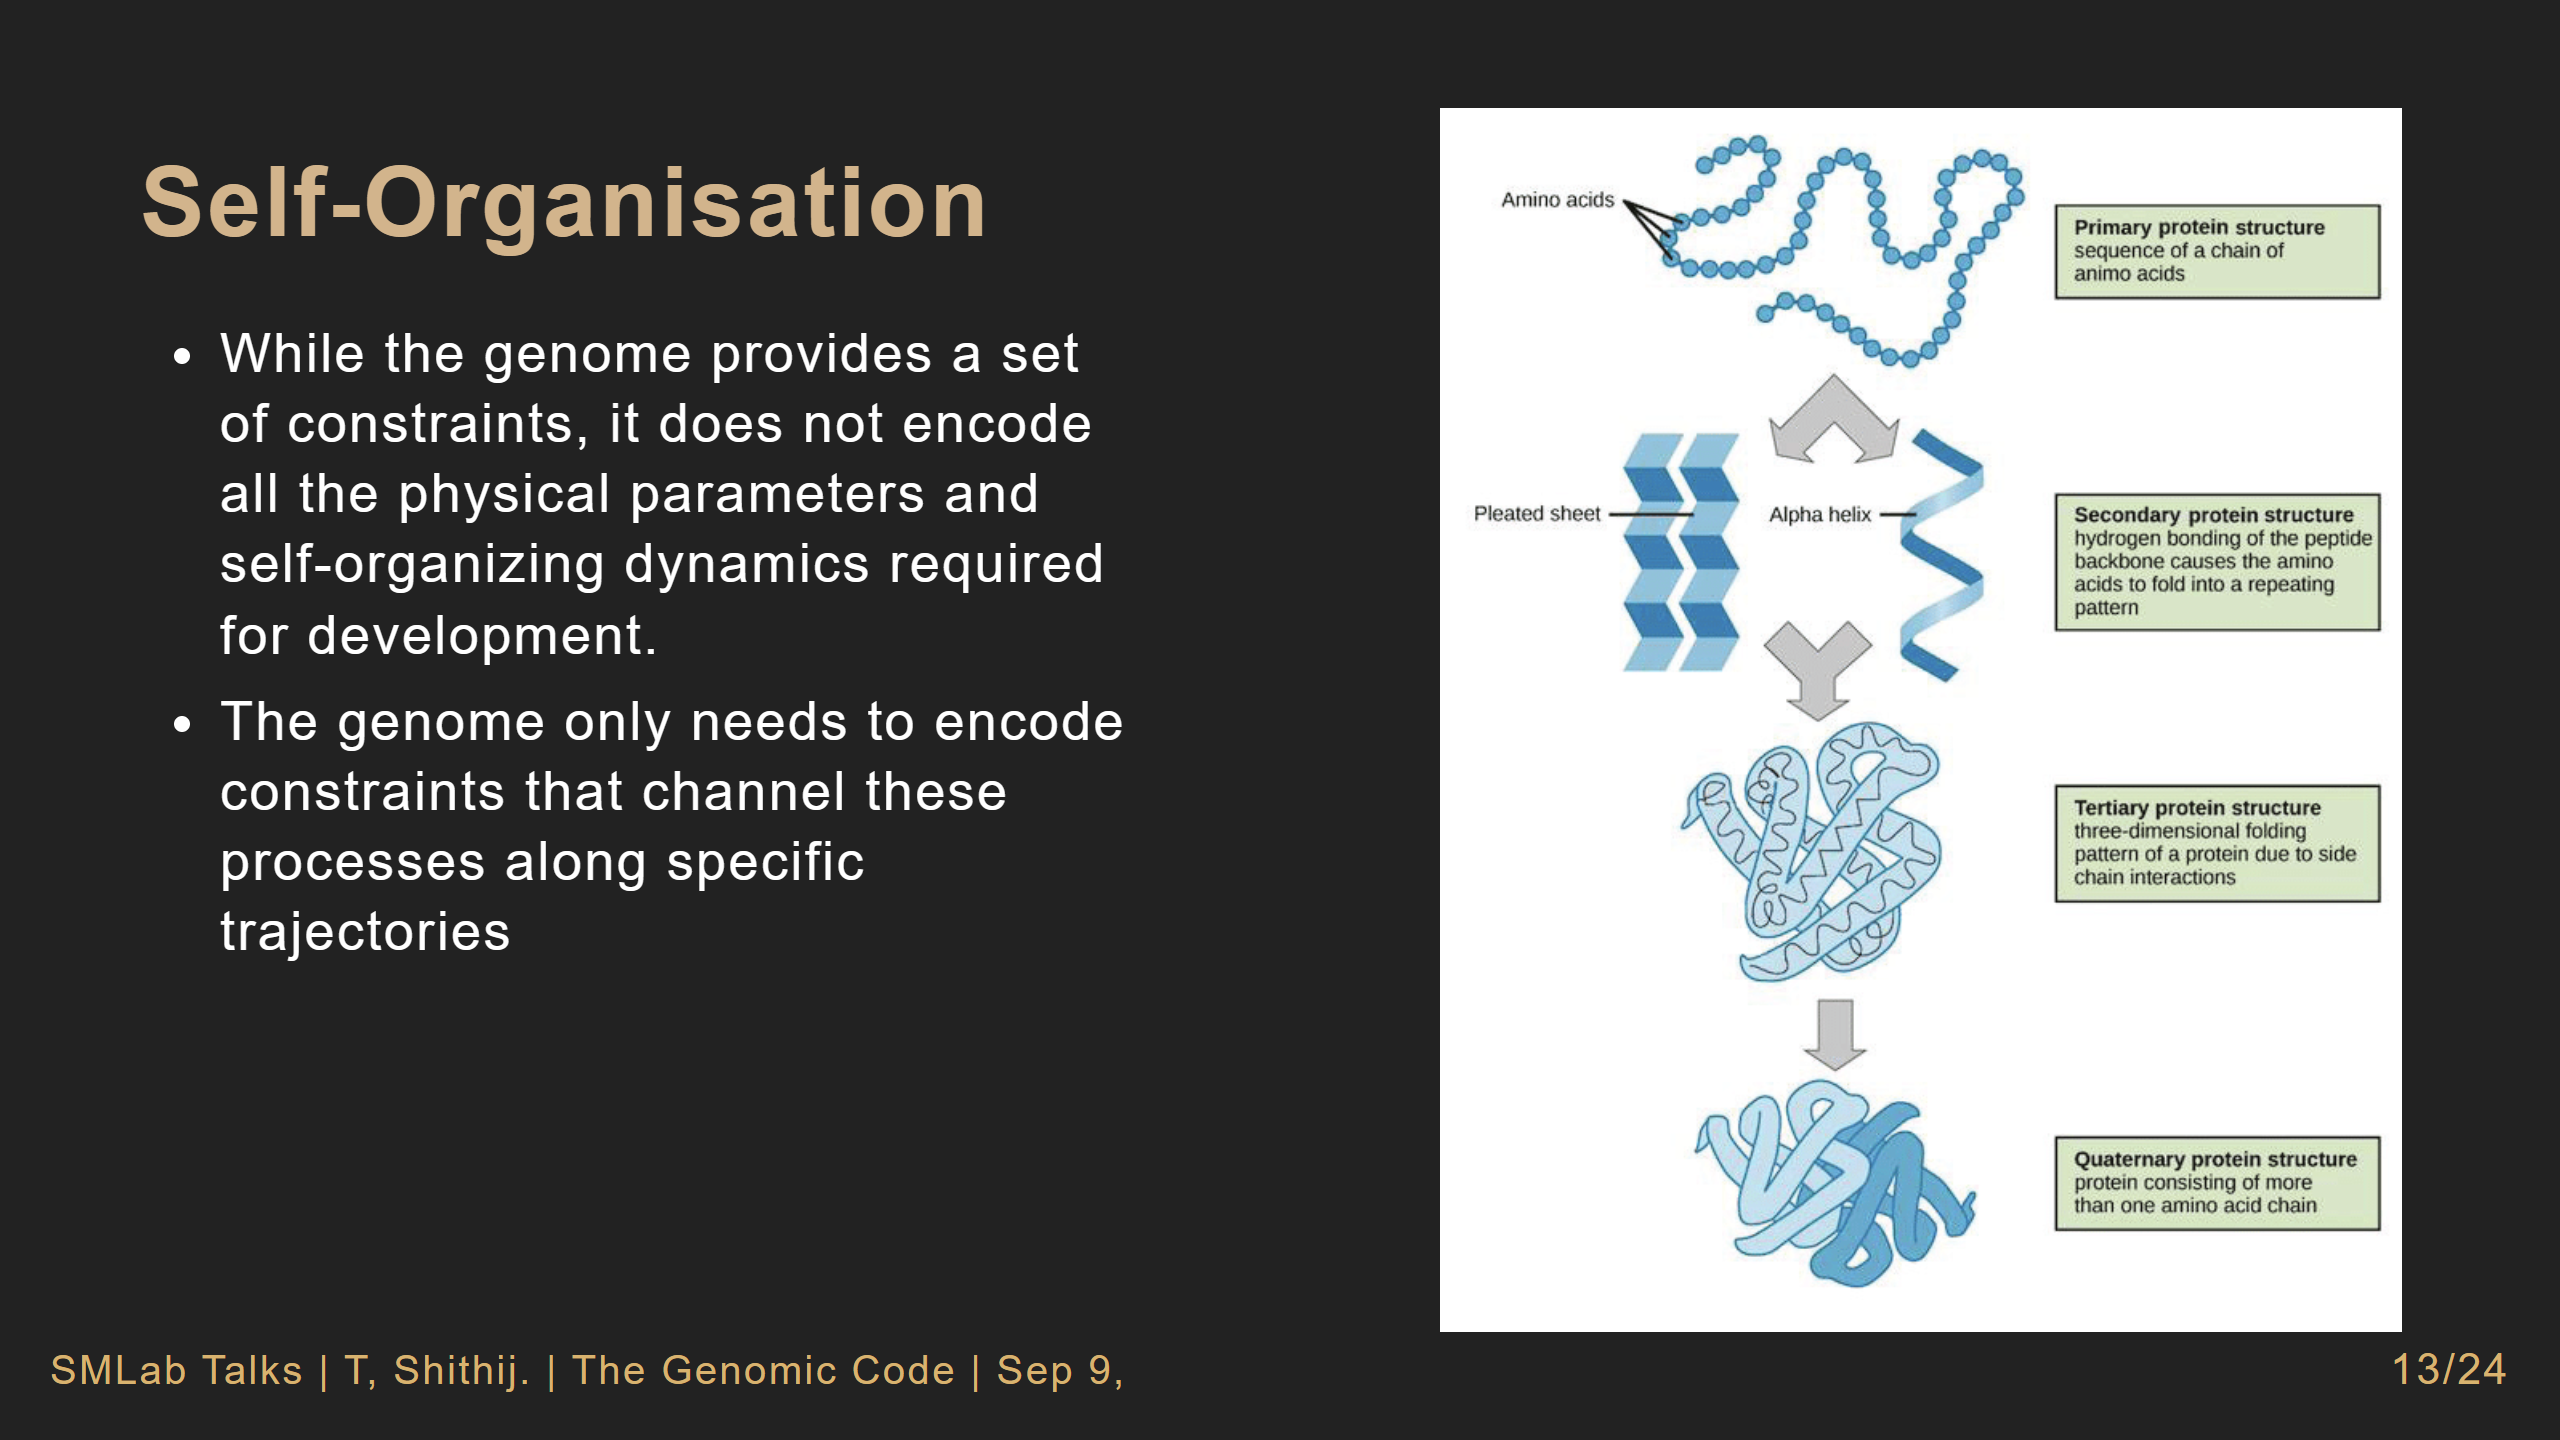 Self-Organisation
• While the genome provides a set
of constraints, it does not encode
all the physical parameters and
self-organizing dynamics required
for development.
• The genome only needs to encode
constraints that channel these
processes along specific
trajectories
Amino acids
Primary protein structure
sequence of a chain of
animo acids
Pleated sheet
Alpha helix
Secondary protein structure
hydrogen bonding of the peptide
backbone causes the amino
acids to fold into a repeating
pattern
Tertiary protein structure
three-dimensional folding
pattern of a protein due to side
chain interactions
Quaternary protein structure
protein consisting of more
than one amino acid chain
SMLab Talks | T, Shithij. | The Genomic Code | Sep 9,
13/24